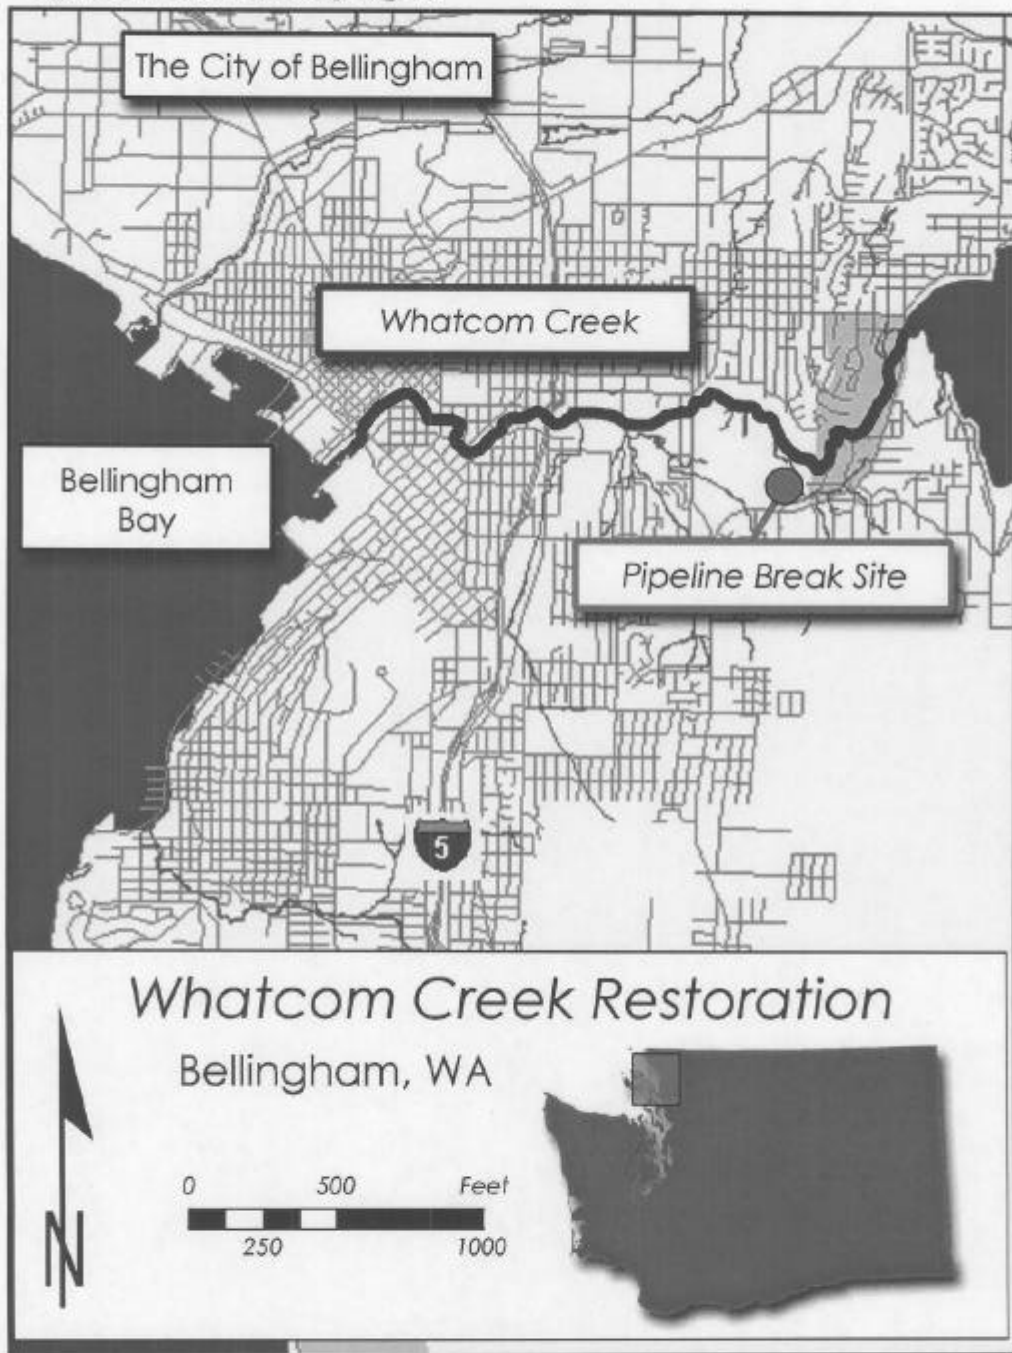 The City of Bellingham
Whatcom Creek
Bellingham
Bay
Pipeline Break Site
5
Whatcom Creek Restoration
Bellingham, WA
0 500 Feet
250 1000
N